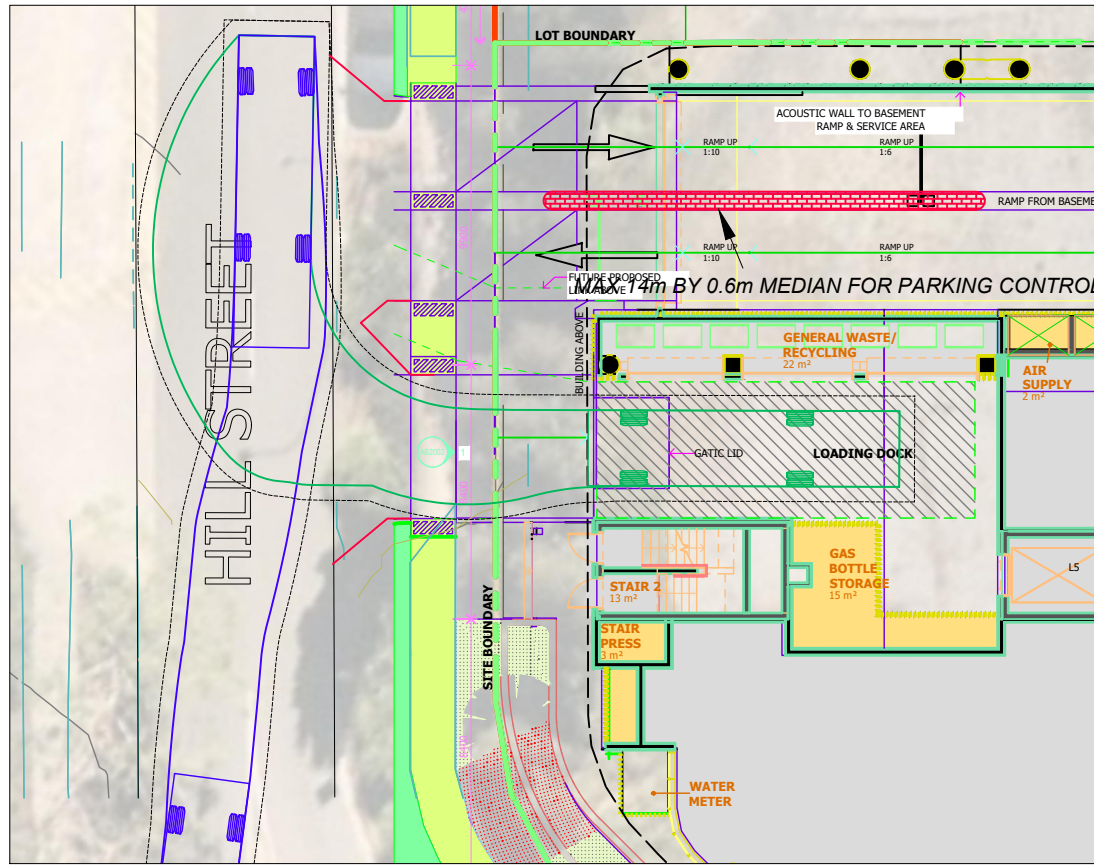 LOT BOUNDARY
ACOUSTIC WALL TO BASEMENT
RAMP & SERVICE AREA
RAMP UP
1:10
RAMP UP
1:6
RAMP FROM BASEME
RAMP UP
1:10
RAMP UP
1:6
FUTURE PROPOSED
LINK ABOVE
MAX 14m BY 0.6m MEDIAN FOR PARKING CONTROL
HILL STREET
BUILDING ABOVE
GENERAL WASTE/
RECYCLING
22 m²
AIR
SUPPLY
2 m²
1
GATIC LID
LOADING DOCK
GAS
BOTTLE
STORAGE
15 m²
L5
STAIR 2
13 m²
STAIR
PRESS
3 m²
SITE BOUNDARY
WATER
METER